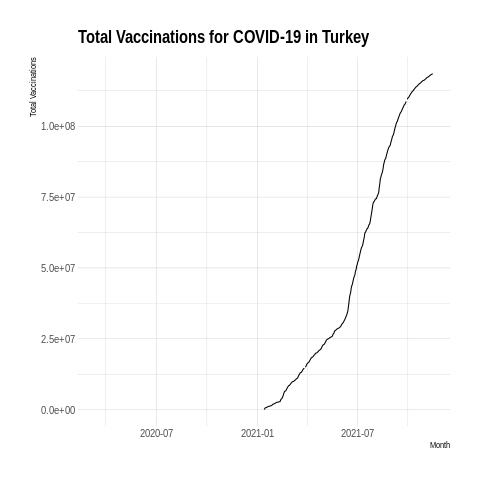 Total Vaccinations for COVID-19 in Turkey
Total Vaccinations
1.0e+08
7.5e+07
5.0e+07
2.5e+07
0.0e+00
2020-07 2021-01 2021-07
Month